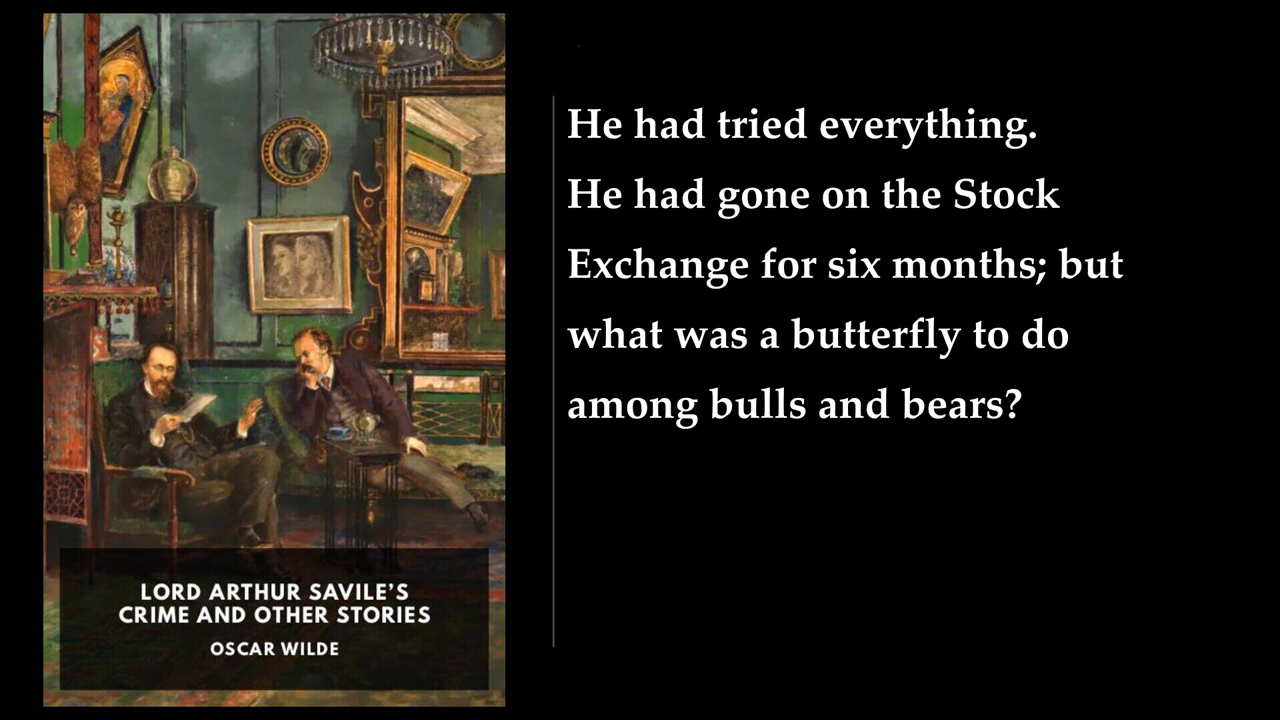 He had tried everything.
He had gone on the Stock
Exchange for six months; but
what was a butterfly to do
among bulls and bears?
LORD ARTHUR SAVILE’S
CRIME AND OTHER STORIES
OSCAR WILDE